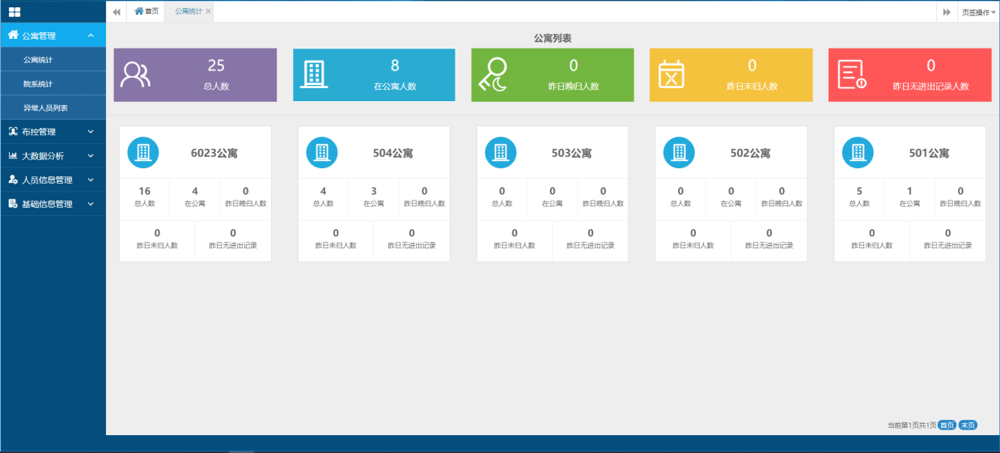 首页
公寓统计
页签操作
公寓管理
公寓统计
院系统计
异常人员列表
布控管理
大数据分析
人员信息管理
基础信息管理
公寓列表
25
总人数
8
在公寓人数
0
昨日晚归人数
0
昨日未归人数
0
昨日无进出记录人数
6023公寓
16 4 0
总人数 在公寓 昨日晚归人数
0 0
昨日未归人数 昨日无进出记录
504公寓
4 3 0
总人数 在公寓 昨日晚归人数
0 0
昨日未归人数 昨日无进出记录
503公寓
0 0 0
总人数 在公寓 昨日晚归人数
0 0
昨日未归人数 昨日无进出记录
502公寓
0 0 0
总人数 在公寓 昨日晚归人数
0 0
昨日未归人数 昨日无进出记录
501公寓
5 1 0
总人数 在公寓 昨日晚归人数
0 0
昨日未归人数 昨日无进出记录
当前第1页共1页 首页 末页